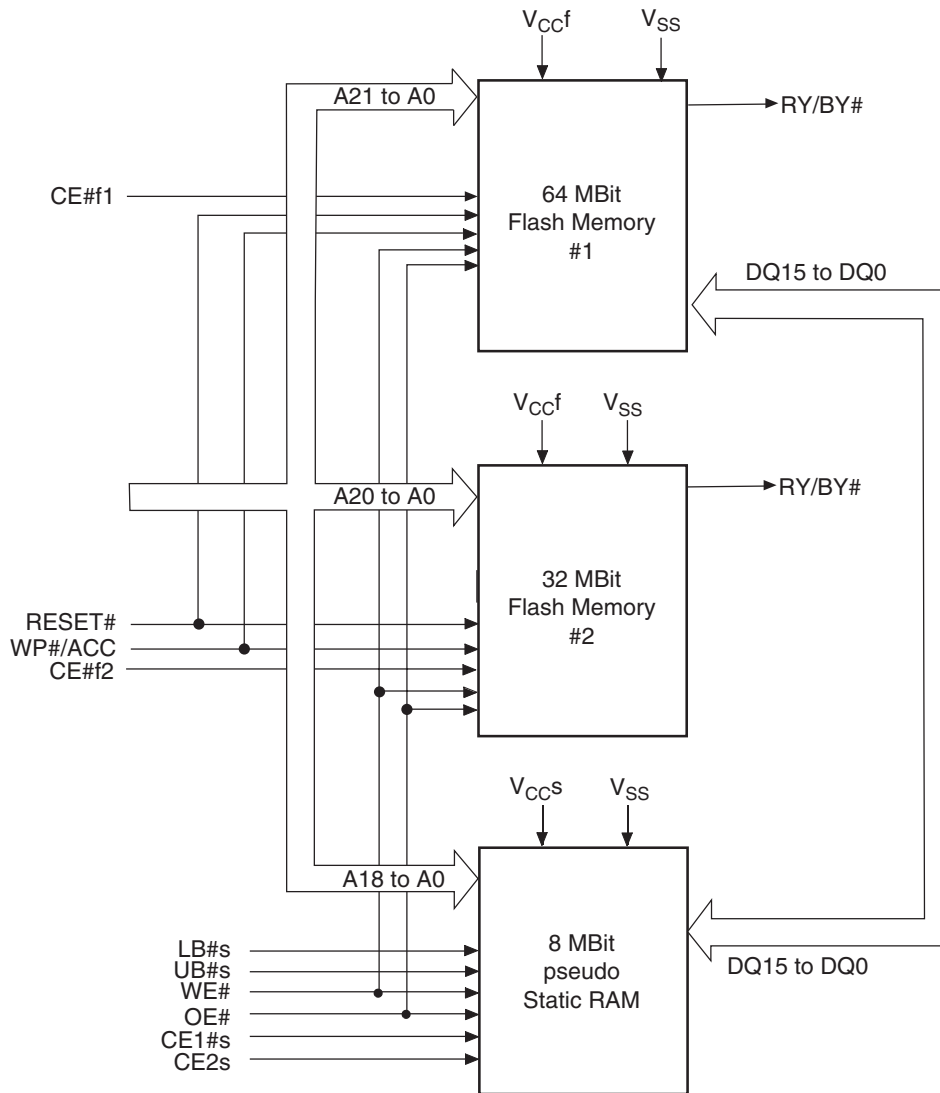 VCCf
VSS
A21 to A0
RY/BY#
CE#f1
64 MBit
Flash Memory
#1
DQ15 to DQ0
VCCf
VSS
A20 to A0
RY/BY#
32 MBit
Flash Memory
#2
RESET#
WP#/ACC
CE#f2
VCCs
VSS
A18 to A0
8 MBit
pseudo
Static RAM
DQ15 to DQ0
LB#s
UB#s
WE#
OE#
CE1#s
CE2s